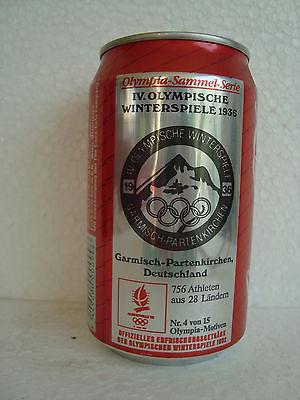 Olympia-Sammel-Serie
IV. OLYMPISCHE
WINTERSPIELE 1936
IV. OLYMPISCHE WINTERSPIELE
19 36
GARMISCH-PARTENKIRCHEN
Garmisch-Partenkirchen,
Deutschland
756 Athleten
aus 28 Ländern
Nr. 4 von 15
Olympia-Motiven
OFFIZIELLES ERFRISCHUNGSGETRÄNK
DER OLYMPISCHEN WINTERSPIELE 1992